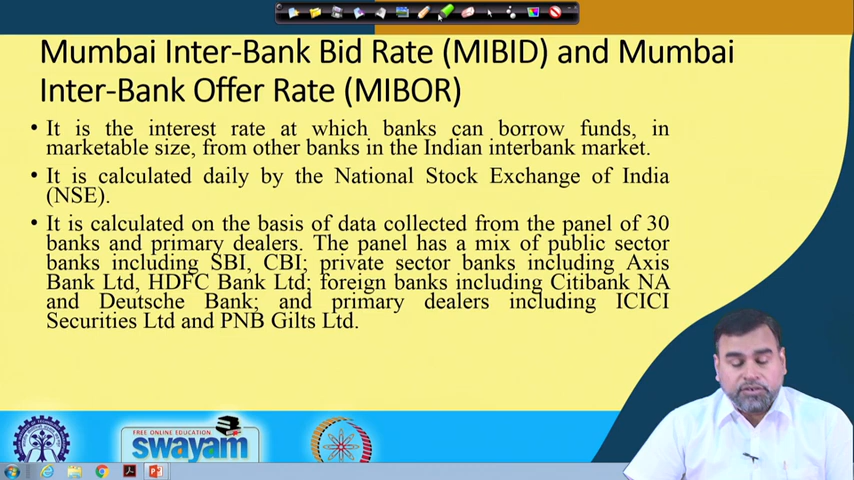 Mumbai Inter-Bank Bid Rate (MIBID) and Mumbai
Inter-Bank Offer Rate (MIBOR)
• It is the interest rate at which banks can borrow funds, in
marketable size, from other banks in the Indian interbank market.
• It is calculated daily by the National Stock Exchange of India
(NSE).
• It is calculated on the basis of data collected from the panel of 30
banks and primary dealers. The panel has a mix of public sector
banks including SBI, CBI; private sector banks including Axis
Bank Ltd, HDFC Bank Ltd; foreign banks including Citibank NA
and Deutsche Bank; and primary dealers including ICICI
Securities Ltd and PNB Gilts Ltd.
FREE ONLINE EDUCATION
swayam